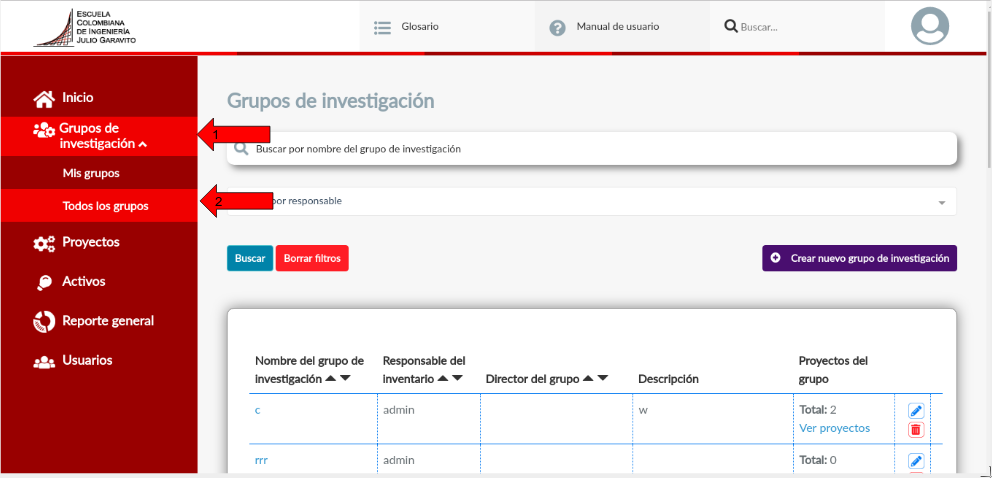 ESCUELA
COLOMBIANA
DE INGENIERÍA
JULIO GARAVITO
Glosario
Manual de usuario
Buscar...
Inicio
Grupos de
investigación
Mis grupos
Todos los grupos
Proyectos
Activos
Reporte general
Usuarios
1
2
Grupos de investigación
Buscar por nombre del grupo de investigación
por responsable
Buscar
Borrar filtros
Crear nuevo grupo de investigación
Nombre del grupo de
investigación
Responsable del
inventario
Director del grupo
Descripción
Proyectos del
grupo
c
admin
w
Total: 2
Ver proyectos
rrr
admin
Total: 0